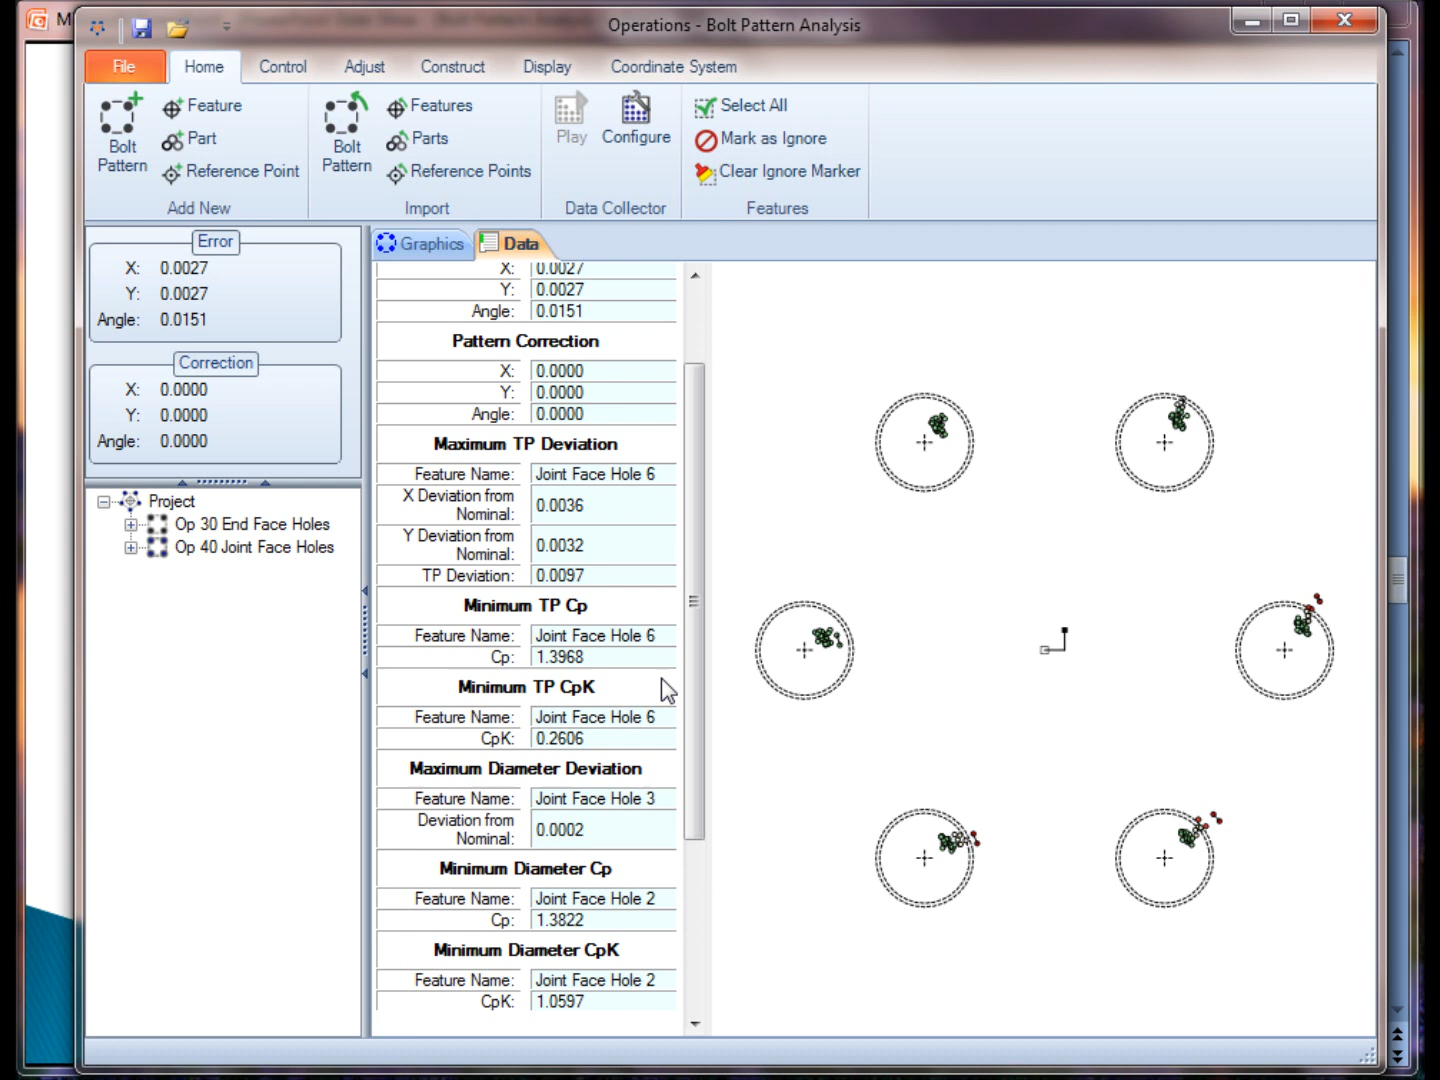 M
Operations - Bolt Pattern Analysis
File
Home
Control
Adjust
Construct
Display
Coordinate System
Bolt Pattern
Feature
Part
Reference Point
Add New
Bolt Pattern
Features
Parts
Reference Points
Import
Play
Configure
Data Collector
Select All
Mark as Ignore
Clear Ignore Marker
Features
Error
X: 0.0027
Y: 0.0027
Angle: 0.0151
Correction
X: 0.0000
Y: 0.0000
Angle: 0.0000
Project
Op 30 End Face Holes
Op 40 Joint Face Holes
Graphics
Data
X: 0.0027
Y: 0.0027
Angle: 0.0151
Pattern Correction
X: 0.0000
Y: 0.0000
Angle: 0.0000
Maximum TP Deviation
Feature Name: Joint Face Hole 6
X Deviation from
Nominal: 0.0036
Y Deviation from
Nominal: 0.0032
TP Deviation: 0.0097
Minimum TP Cp
Feature Name: Joint Face Hole 6
Cp: 1.3968
Minimum TP CpK
Feature Name: Joint Face Hole 6
CpK: 0.2606
Maximum Diameter Deviation
Feature Name: Joint Face Hole 3
Deviation from
Nominal: 0.0002
Minimum Diameter Cp
Feature Name: Joint Face Hole 2
Cp: 1.3822
Minimum Diameter CpK
Feature Name: Joint Face Hole 2
CpK: 1.0597